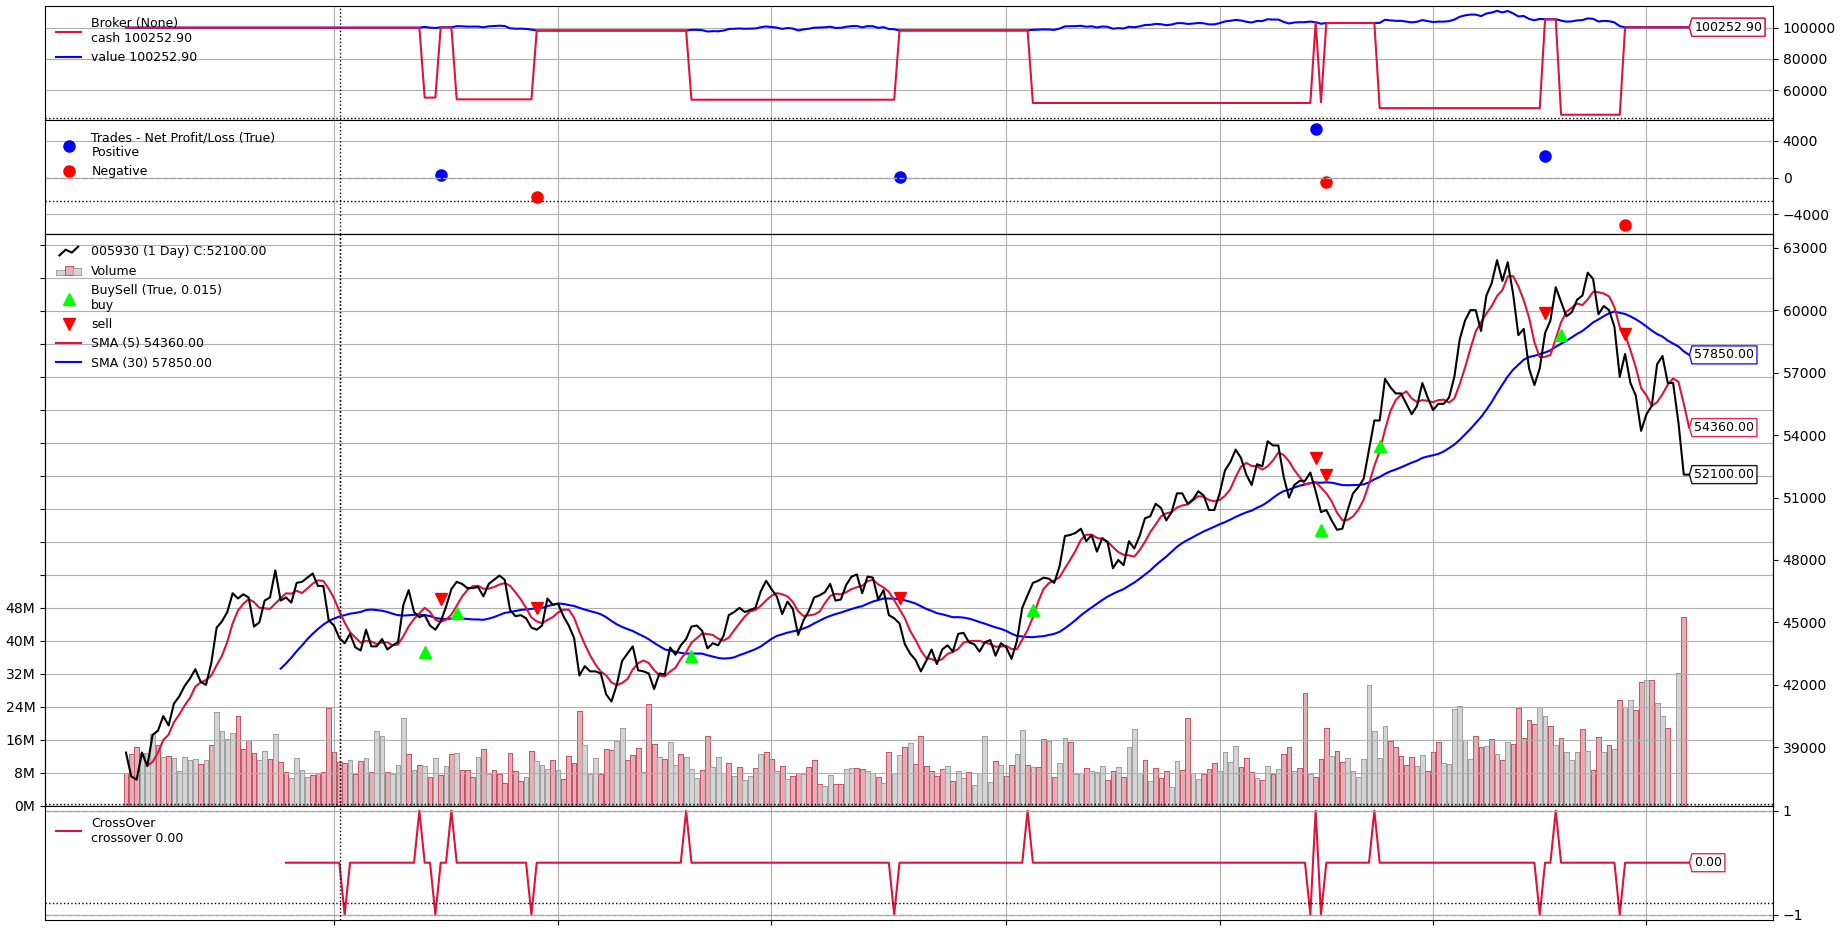 Broker (None)
cash 100252.90
value 100252.90
100252.90
100000
80000
60000
Trades - Net Profit/Loss (True)
Positive
Negative
4000
0
−4000
005930 (1 Day) C:52100.00
Volume
BuySell (True, 0.015)
buy
sell
SMA (5) 54360.00
SMA (30) 57850.00
63000
60000
57850.00
57000
54360.00
54000
52100.00
51000
48000
45000
42000
39000
48M
40M
32M
24M
16M
8M
0M
CrossOver
crossover 0.00
1
0.00
−1